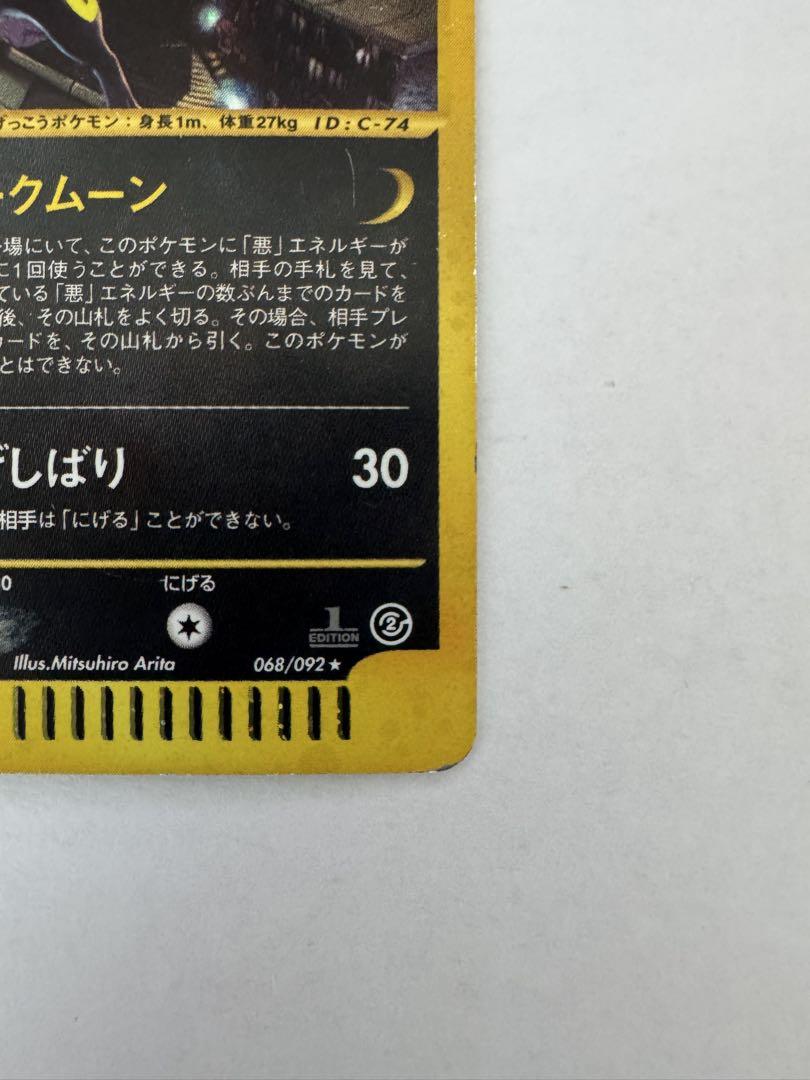 げっこうポケモン：身長1m、体重27kg ID：C-74
ークムーン
場にいて、このポケモンに「悪」エネルギーが
に1回使うことができる。相手の手札を見て、
ている「悪」エネルギーの数ぶんまでのカードを
後、その山札をよく切る。その場合、相手プレ
カードを、その山札から引く。このポケモンが
とはできない。
げしばり 30
相手は「にげる」ことができない。
0 にげる
1 EDITION 2
Illus.Mitsuhiro Arita 068/092 ★